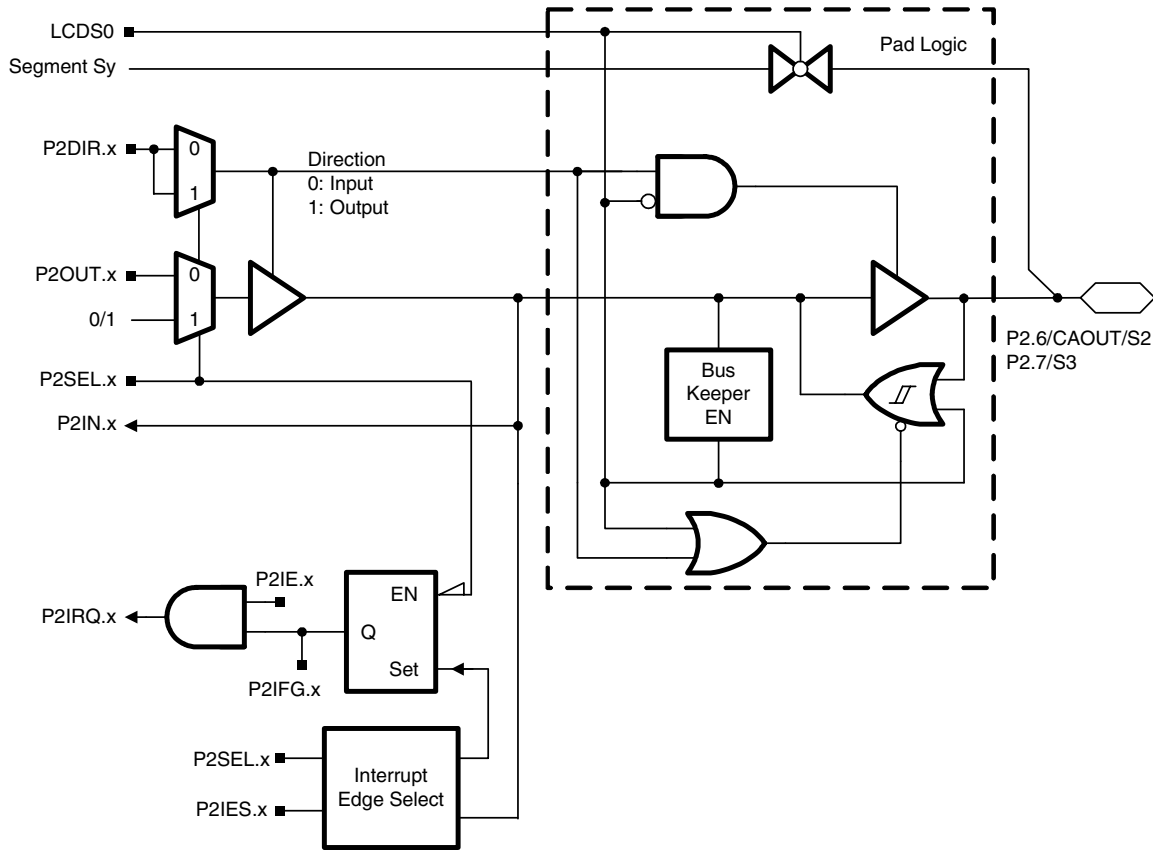 LCDS0
Pad Logic
Segment Sy
P2DIR.x
0
1
Direction
0: Input
1: Output
P2OUT.x
0
0/1
1
P2.6/CAOUT/S2
P2.7/S3
P2SEL.x
Bus
Keeper
EN
P2IN.x
P2IE.x
EN
P2IRQ.x
Q
Set
P2IFG.x
P2SEL.x
Interrupt
Edge Select
P2IES.x